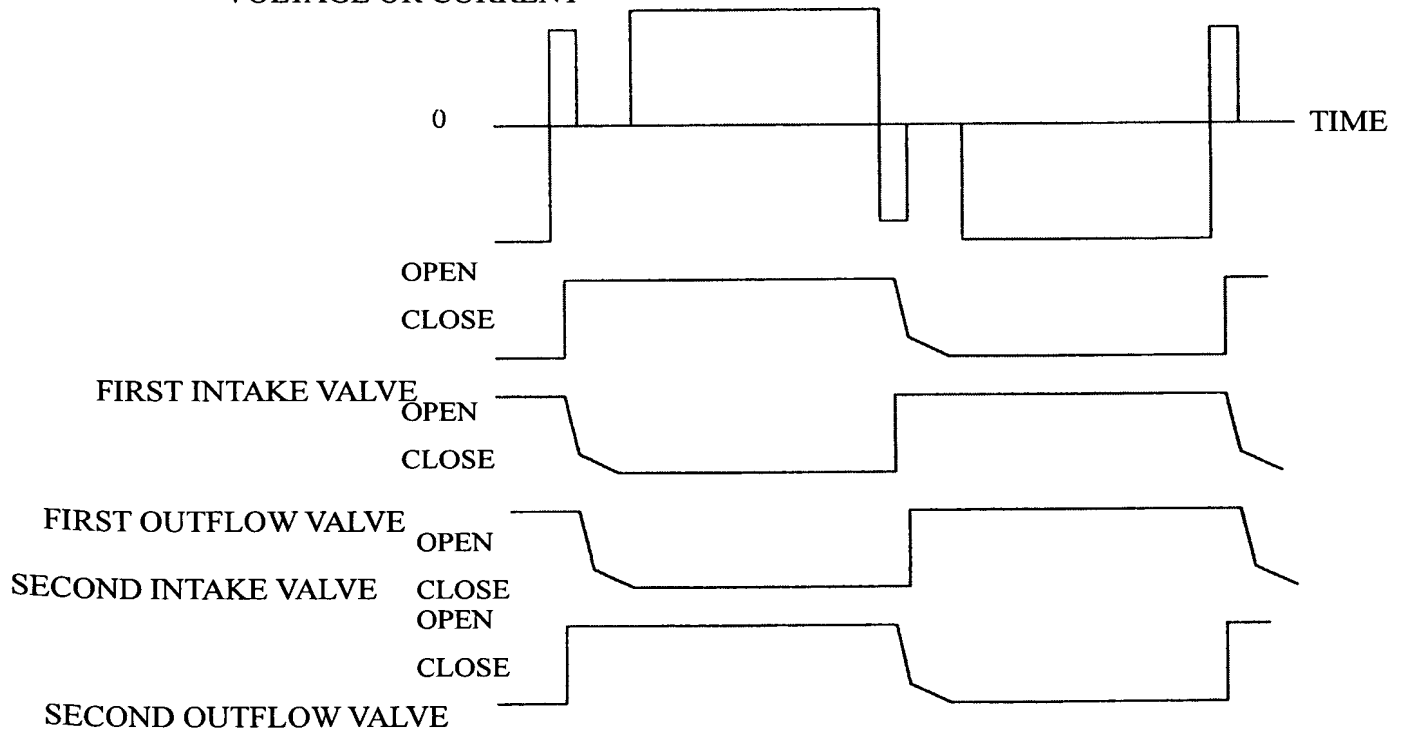 VOLTAGE OR CURRENT
0
TIME
OPEN
CLOSE
FIRST INTAKE VALVE
OPEN
CLOSE
FIRST OUTFLOW VALVE
OPEN
SECOND INTAKE VALVE
CLOSE
OPEN
CLOSE
SECOND OUTFLOW VALVE